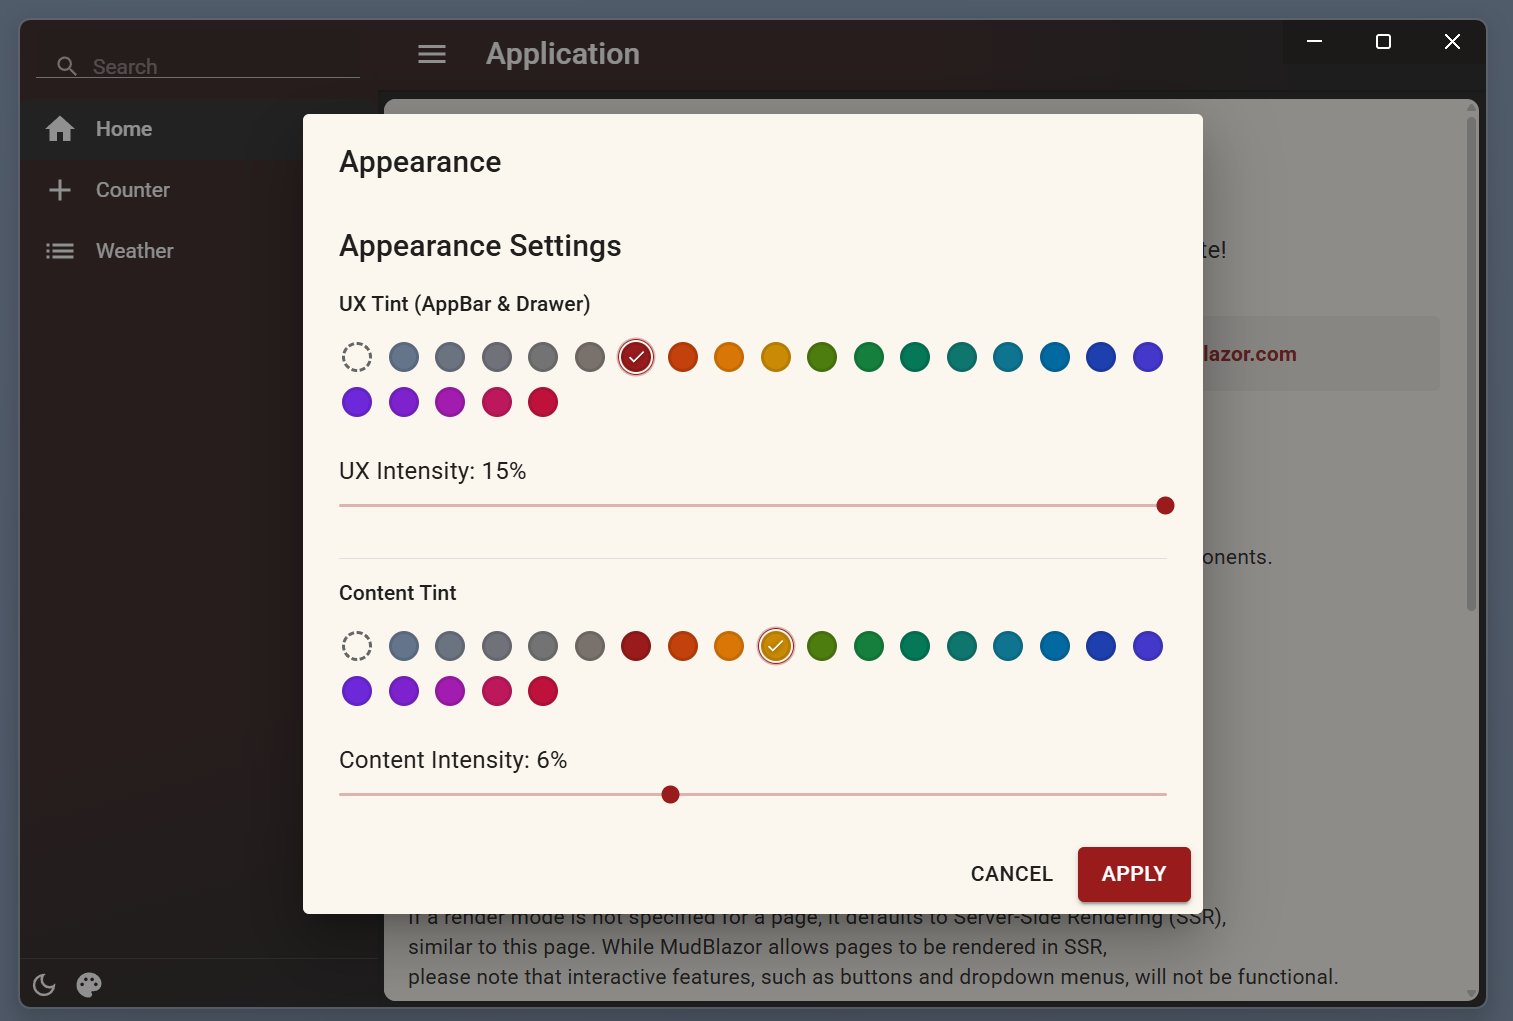 Search
Application
Home
Counter
Weather
Appearance
Appearance Settings
UX Tint (AppBar & Drawer)
UX Intensity: 15%
Content Tint
Content Intensity: 6%
CANCEL
APPLY
te!
lazor.com
onents.
If a render mode is not specified for a page, it defaults to Server-Side Rendering (SSR),
similar to this page. While MudBlazor allows pages to be rendered in SSR,
please note that interactive features, such as buttons and dropdown menus, will not be functional.